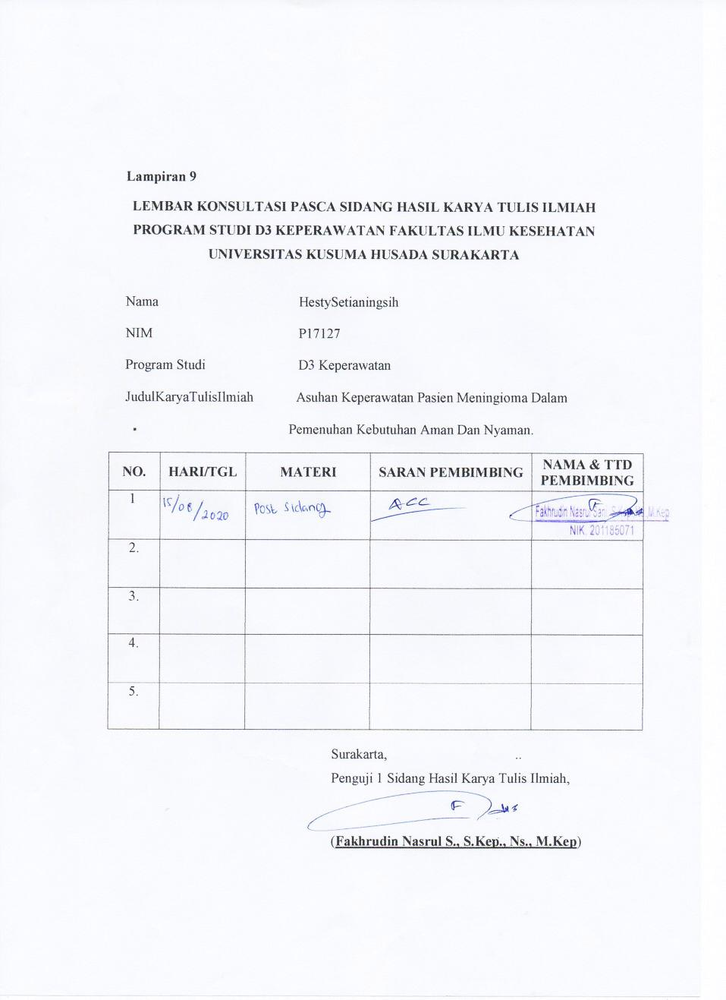 Lampiran 9
LEMBAR KONSULTASI PASCA SIDANG HASIL KARYA TULIS ILMIAH
PROGRAM STUDI D3 KEPERAWATAN FAKULTAS ILMU KESEHATAN
UNIVERSITAS KUSUMA HUSADA SURAKARTA
Nama HestySetianingsih
NIM P17127
Program Studi D3 Keperawatan
JudulKaryaTulisIlmiah Asuhan Keperawatan Pasien Meningioma Dalam
Pemenuhan Kebutuhan Aman Dan Nyaman.
NO. HARI/TGL MATERI SARAN PEMBIMBING NAMA & TTD PEMBIMBING
1 15/08/2020 Post Sidang ACC Fakhrudin Nasrul Sani M.Kep
NIK. 201185071
2.
3.
4.
5.
Surakarta, ..
Penguji 1 Sidang Hasil Karya Tulis Ilmiah,
(Fakhrudin Nasrul S., S.Kep., Ns., M.Kep)